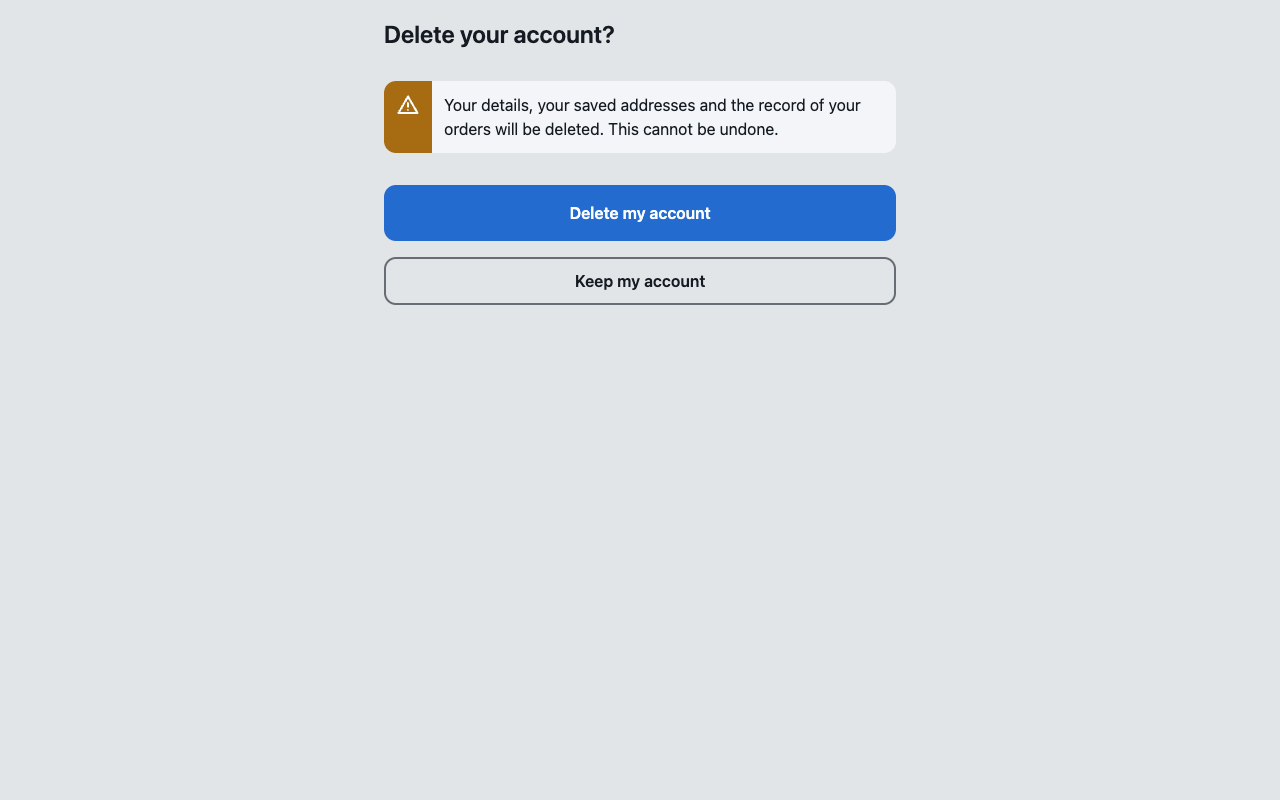 Delete your account?
Your details, your saved addresses and the record of your
orders will be deleted. This cannot be undone.
Delete my account
Keep my account